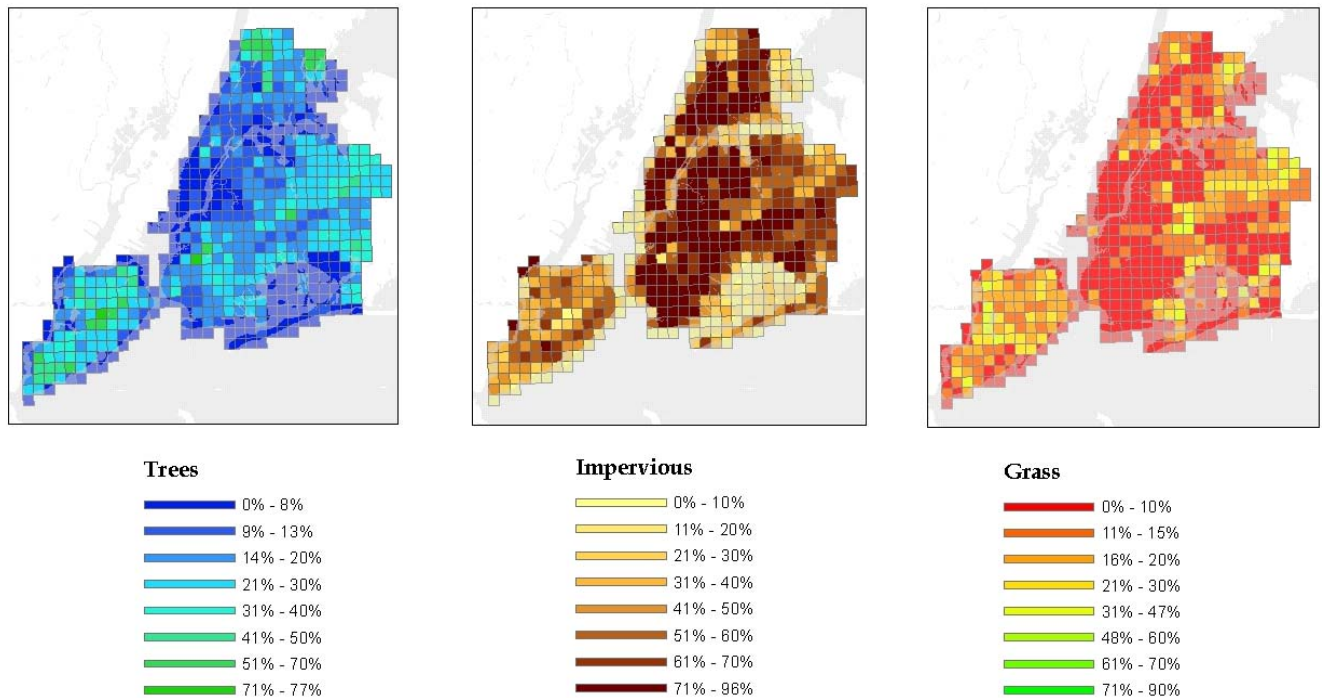 Trees
0% - 8%
9% - 13%
14% - 20%
21% - 30%
31% - 40%
41% - 50%
51% - 70%
71% - 77%
Impervious
0% - 10%
11% - 20%
21% - 30%
31% - 40%
41% - 50%
51% - 60%
61% - 70%
71% - 96%
Grass
0% - 10%
11% - 15%
16% - 20%
21% - 30%
31% - 47%
48% - 60%
61% - 70%
71% - 90%